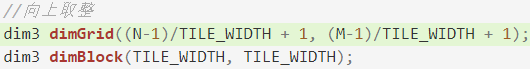 //向上取整
dim3 dimGrid((N-1)/TILE_WIDTH + 1, (M-1)/TILE_WIDTH + 1);
dim3 dimBlock(TILE_WIDTH, TILE_WIDTH);